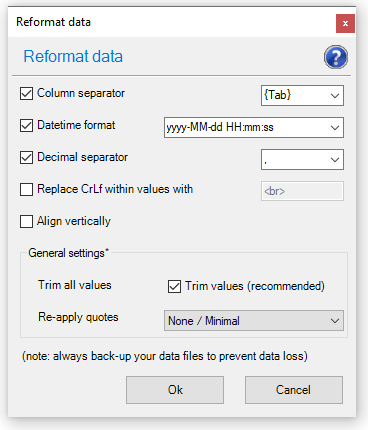 Reformat data
x
Reformat data
?
Column separator {Tab}
Datetime format yyyy-MM-dd HH:mm:ss
Decimal separator .
Replace CrLf within values with <br>
Align vertically
General settings*
Trim all values Trim values (recommended)
Re-apply quotes None / Minimal
(note: always back-up your data files to prevent data loss)
Ok Cancel